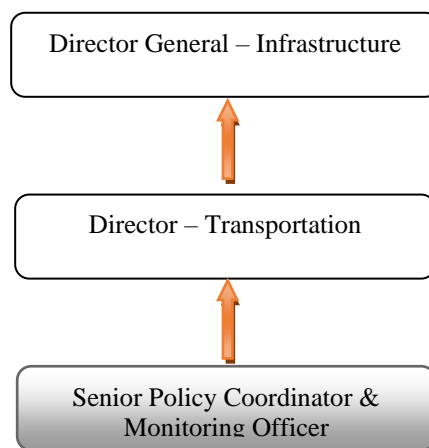 Director General – Infrastructure
Director – Transportation
Senior Policy Coordinator &
Monitoring Officer